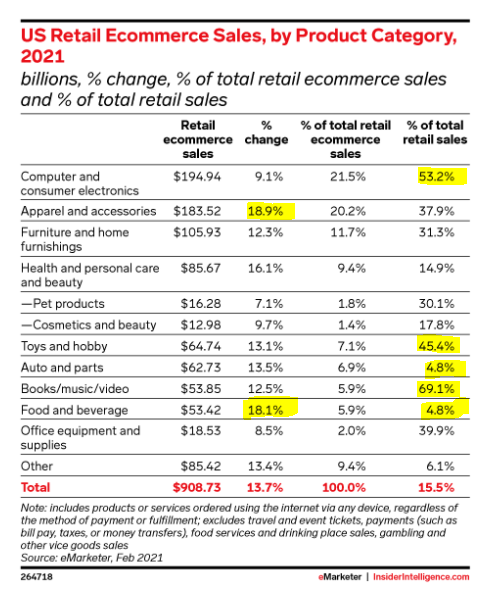 US Retail Ecommerce Sales, by Product Category,
2021
billions, % change, % of total retail ecommerce sales
and % of total retail sales
Retail ecommerce sales % change % of total retail ecommerce sales % of total retail sales
Computer and consumer electronics $194.94 9.1% 21.5% 53.2%
Apparel and accessories $183.52 18.9% 20.2% 37.9%
Furniture and home furnishings $105.93 12.3% 11.7% 31.3%
Health and personal care and beauty $85.67 16.1% 9.4% 14.9%
—Pet products $16.28 7.1% 1.8% 30.1%
—Cosmetics and beauty $12.98 9.7% 1.4% 17.8%
Toys and hobby $64.74 13.1% 7.1% 45.4%
Auto and parts $62.73 13.5% 6.9% 4.8%
Books/music/video $53.85 12.5% 5.9% 69.1%
Food and beverage $53.42 18.1% 5.9% 4.8%
Office equipment and supplies $18.53 8.5% 2.0% 39.9%
Other $85.42 13.4% 9.4% 6.1%
Total $908.73 13.7% 100.0% 15.5%
Note: includes products or services ordered using the internet via any device, regardless of
the method of payment or fulfillment; excludes travel and event tickets, payments (such as
bill pay, taxes, or money transfers), food services and drinking place sales, gambling and
other vice goods sales
Source: eMarketer, Feb 2021
264718 eMarketer | InsiderIntelligence.com